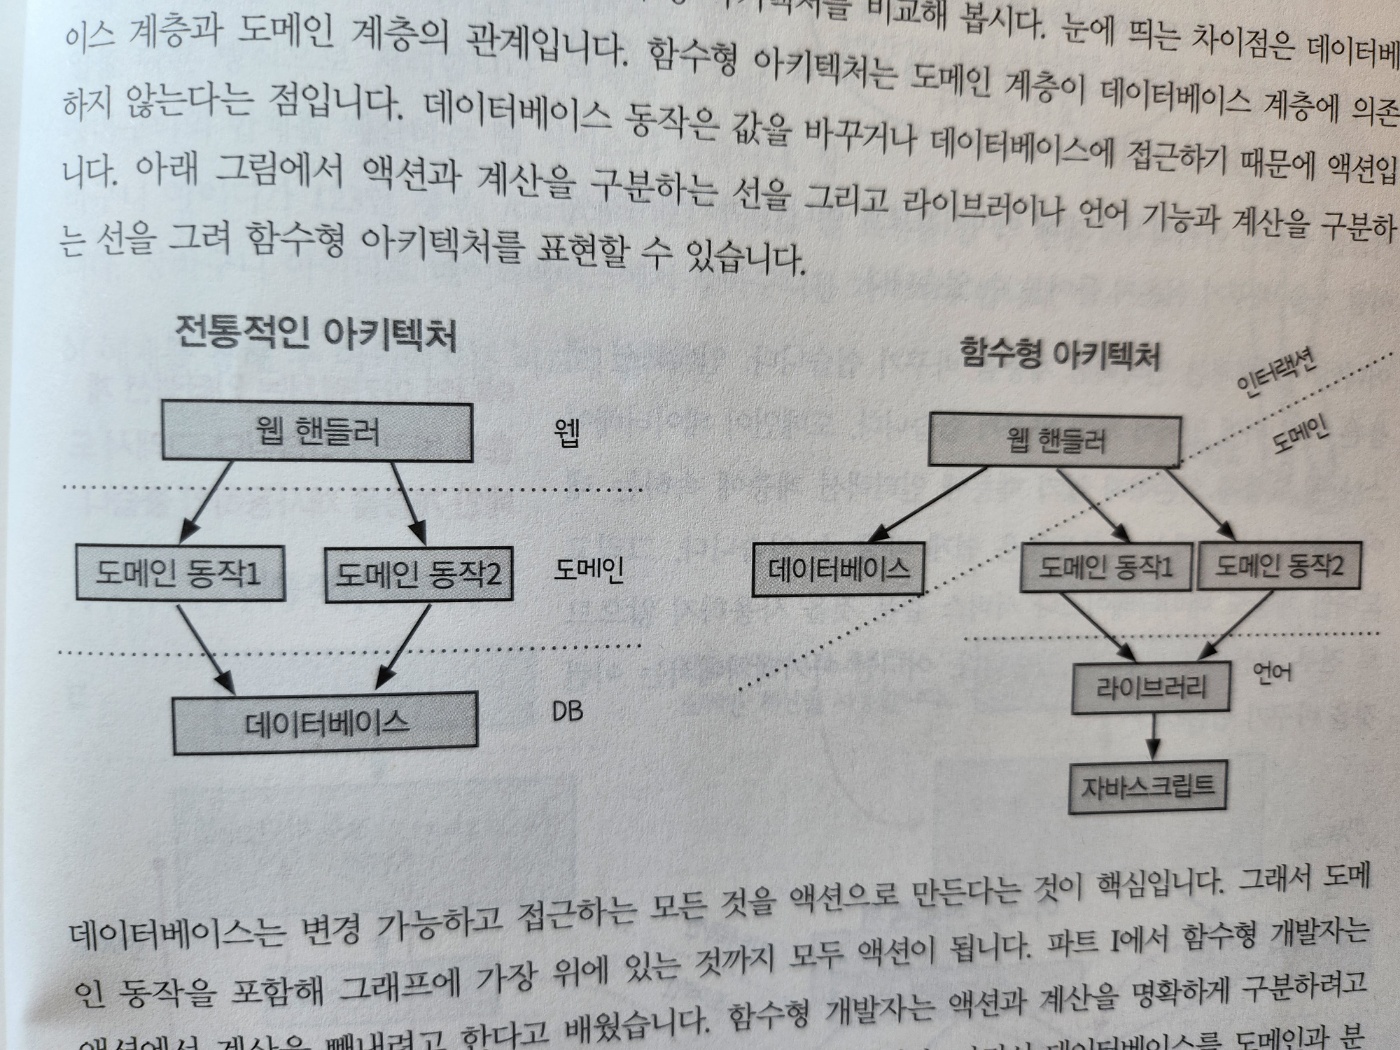 아키텍처를 비교해 봅시다. 눈에 띄는 차이점은 데이터베
이스 계층과 도메인 계층의 관계입니다. 함수형 아키텍처는 도메인 계층이 데이터베이스 계층에 의존
하지 않는다는 점입니다. 데이터베이스 동작은 값을 바꾸거나 데이터베이스에 접근하기 때문에 액션입
니다. 아래 그림에서 액션과 계산을 구분하는 선을 그리고 라이브러리나 언어 기능과 계산을 구분하
는 선을 그려 함수형 아키텍처를 표현할 수 있습니다.
전통적인 아키텍처
웹 핸들러
웹
도메인 동작1
도메인 동작2
도메인
데이터베이스
DB
함수형 아키텍처
인터랙션
도메인
웹 핸들러
데이터베이스
도메인 동작1
도메인 동작2
라이브러리
언어
자바스크립트
데이터베이스는 변경 가능하고 접근하는 모든 것을 액션으로 만든다는 것이 핵심입니다. 그래서 도메
인 동작을 포함해 그래프에 가장 위에 있는 것까지 모두 액션이 됩니다. 파트 I에서 함수형 개발자는
액션에서 계산을 빼내려고 한다고 배웠습니다. 함수형 개발자는 액션과 계산을 명확하게 구분하려고
데이터베이스를 도메인과 분